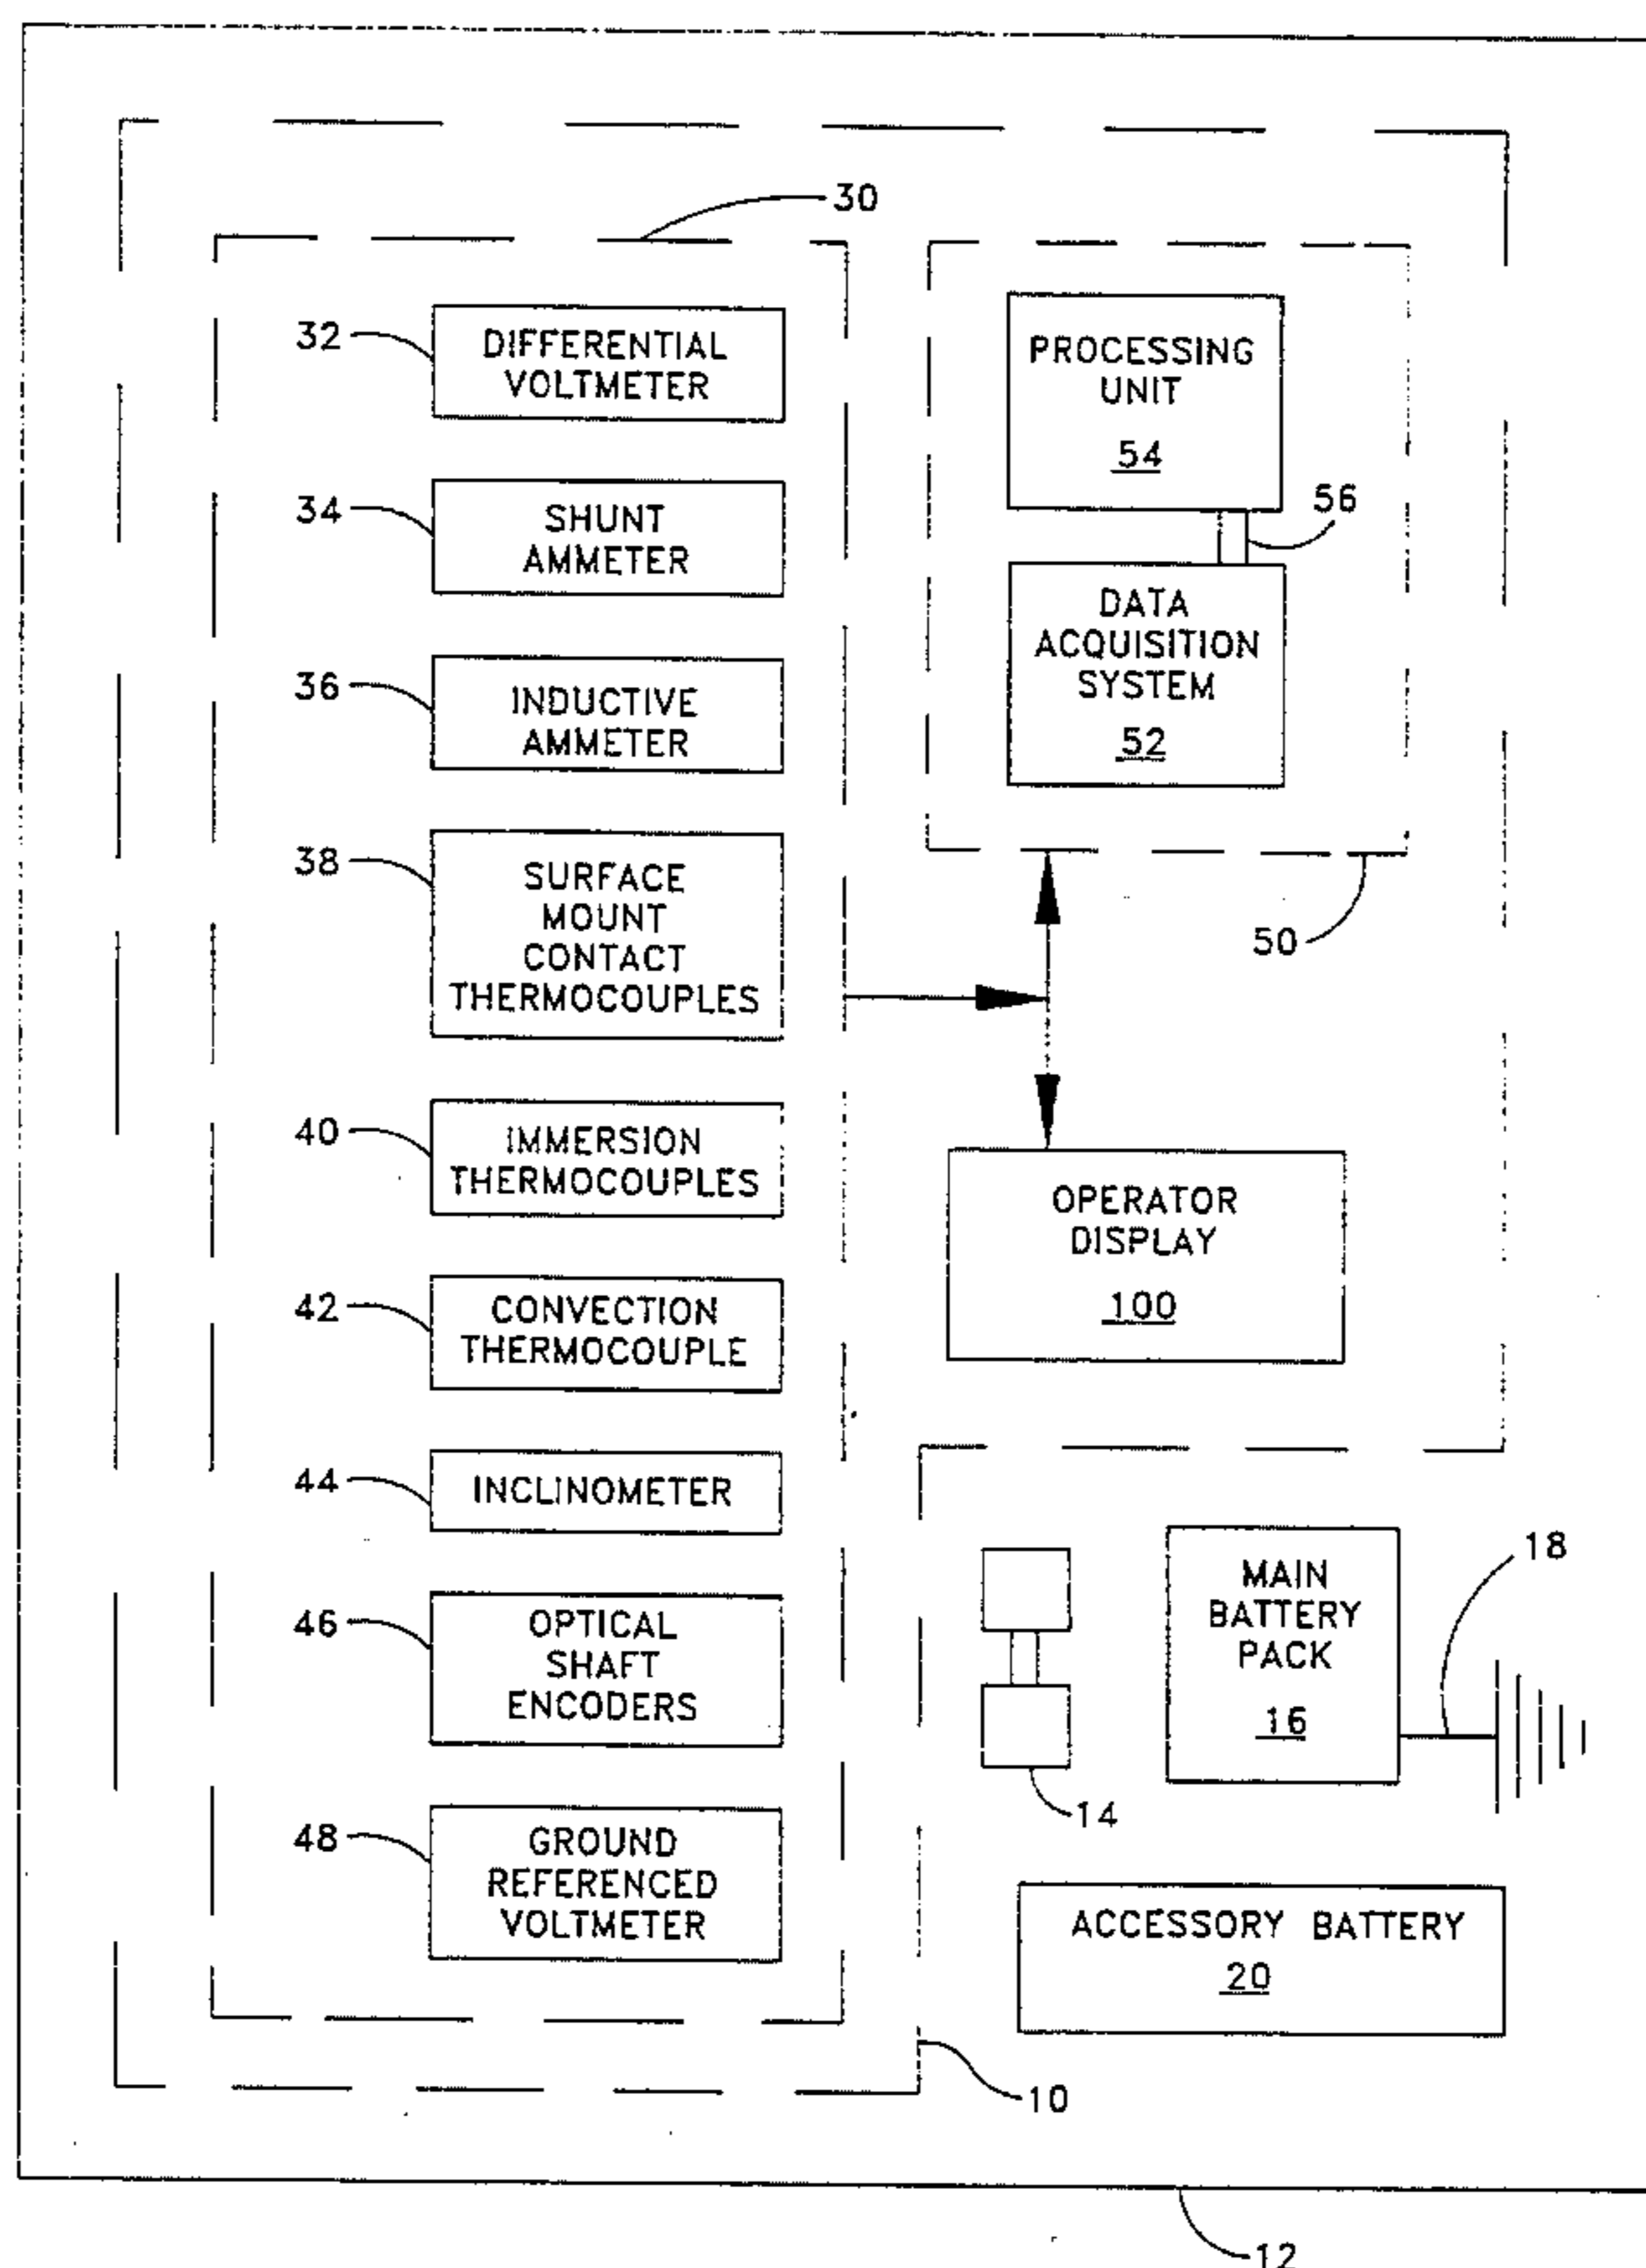 30
32
DIFFERENTIAL
VOLTMETER
34
SHUNT
AMMETER
36
INDUCTIVE
AMMETER
38
SURFACE
MOUNT
CONTACT
THERMOCOUPLES
40
IMMERSION
THERMOCOUPLES
42
CONVECTION
THERMOCOUPLE
44
INCLINOMETER
46
OPTICAL
SHAFT
ENCODERS
48
GROUND
REFERENCED
VOLTMETER
PROCESSING
UNIT
54
56
DATA
ACQUISITION
SYSTEM
52
50
OPERATOR
DISPLAY
100
MAIN
BATTERY
PACK
16
18
14
ACCESSORY BATTERY
20
10
12